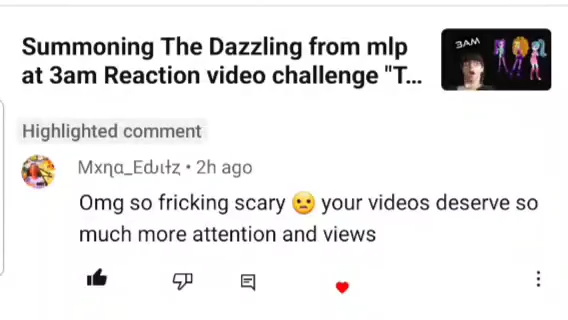 Summoning The Dazzling from mlp
at 3am Reaction video challenge "T...
3AM
Highlighted comment
Mxɳα_Eԃιƚȥ • 2h ago
Omg so fricking scary 😦 your videos deserve so
much more attention and views